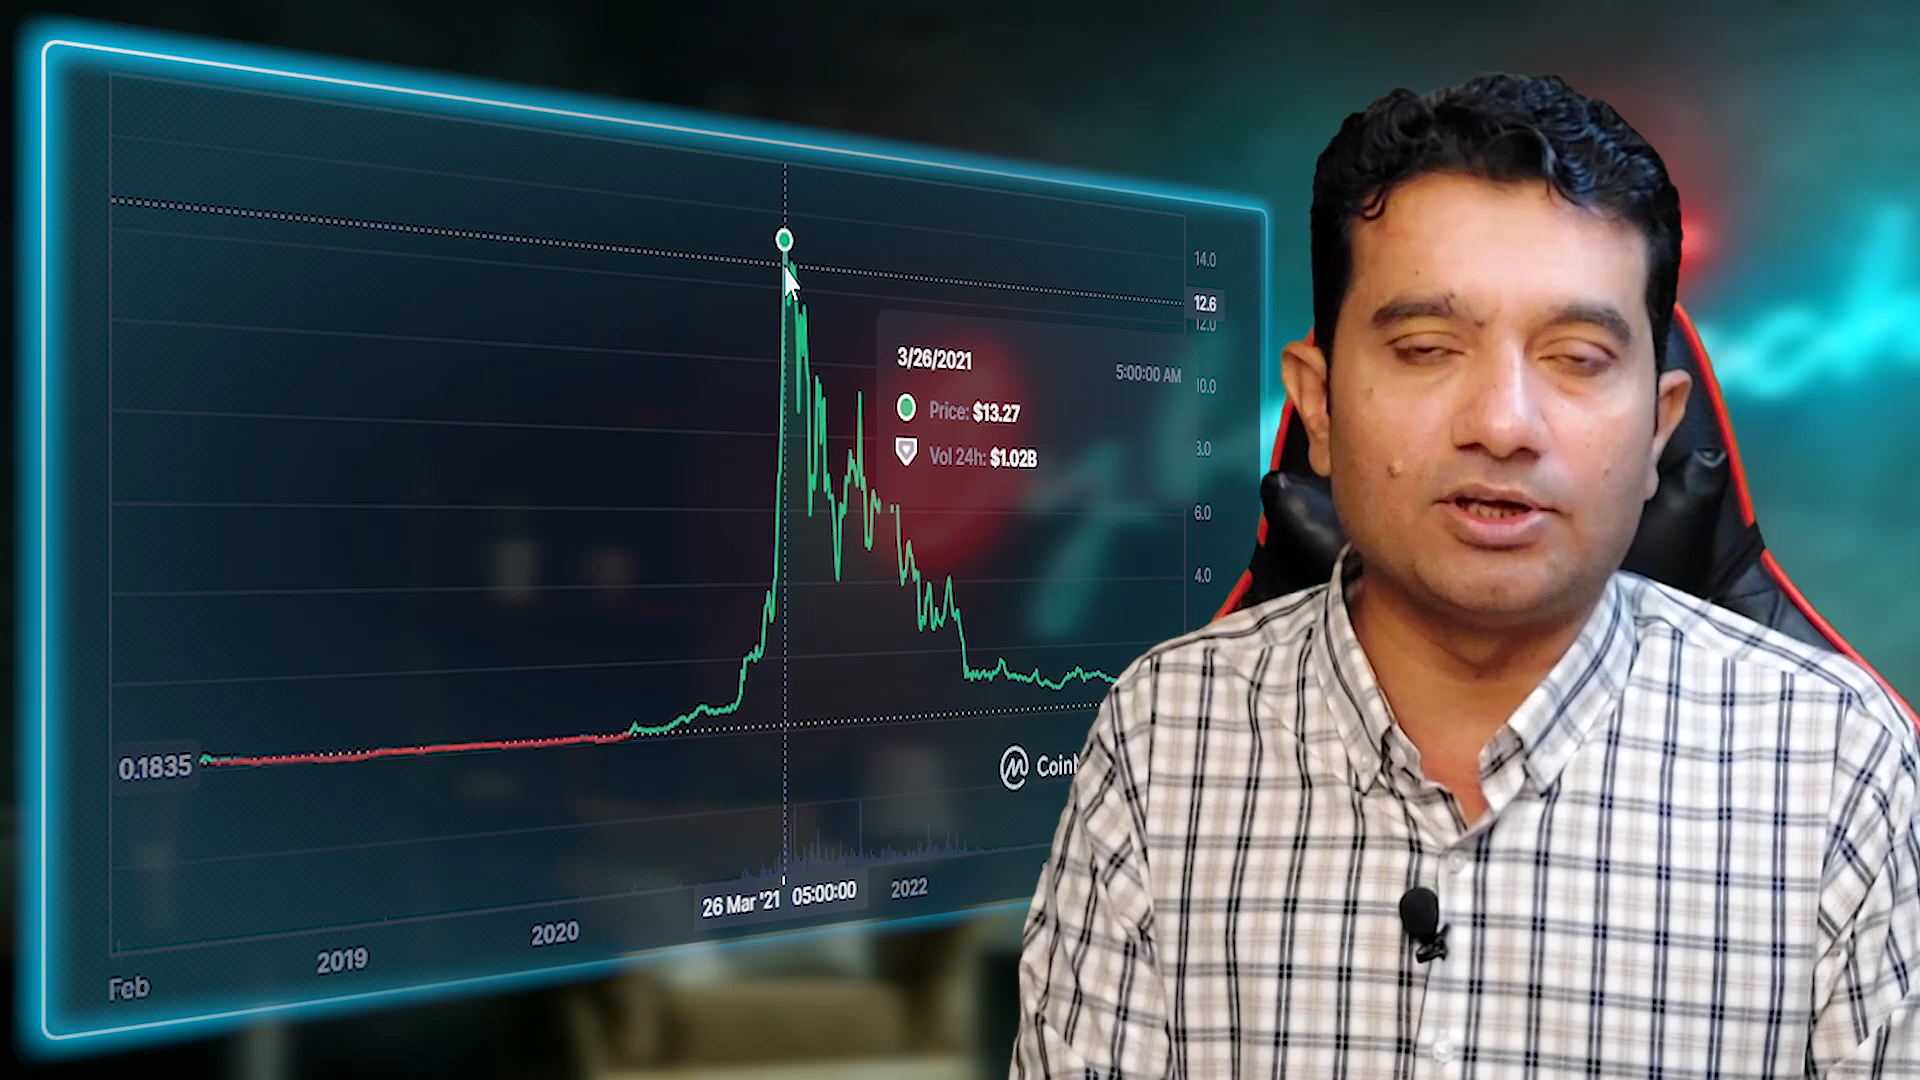 14.0
12.6
12.0
3/26/2021
5:00:00 AM
10.0
Price: $13.27
8.0
Vol 24h: $1.02B
6.0
4.0
0.1835
26 Mar '21 05:00:00
2022
2020
2019
Feb